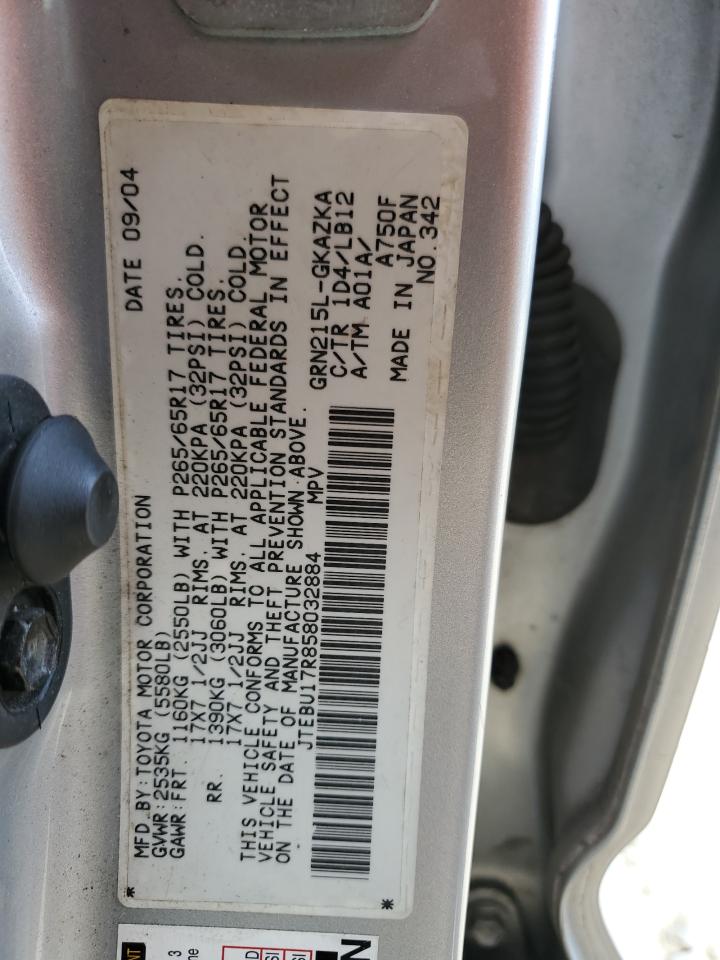 MFD.BY:TOYOTA MOTOR CORPORATION DATE 09/04
GVWR:2535KG (5580LB)
GAWR:FRT. 1160KG (2550LB) WITH P265/65R17 TIRES.
17X7 1/2JJ RIMS, AT 220KPA (32PSI) COLD.
RR. 1390KG (3060LB) WITH P265/65R17 TIRES.
17X7 1/2JJ RIMS, AT 220KPA (32PSI) COLD.
THIS VEHICLE CONFORMS TO ALL APPLICABLE FEDERAL MOTOR
VEHICLE SAFETY AND THEFT PREVENTION STANDARDS IN EFFECT
ON THE DATE OF MANUFACTURE SHOWN ABOVE.
JTEBU17R858032884 MPV
GRN215L-GKAZKA
C/TR 1D4/LB12
A/TM A01A/
A750F
MADE IN JAPAN
NO.342
* *
3